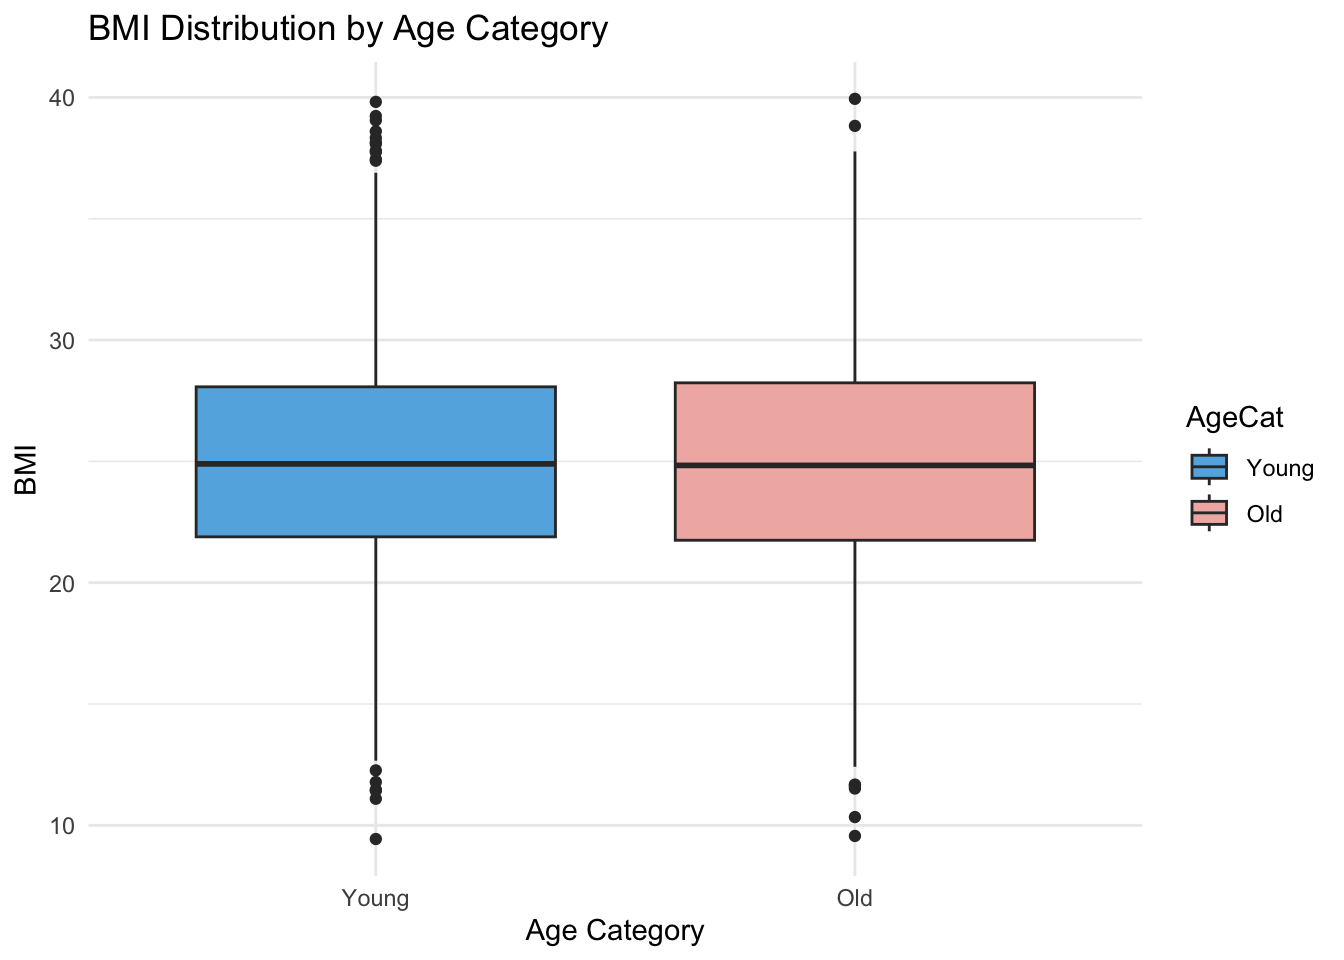 BMI Distribution by Age Category
40
30
20
10
BMI
Young
Old
Age Category
AgeCat
Young
Old